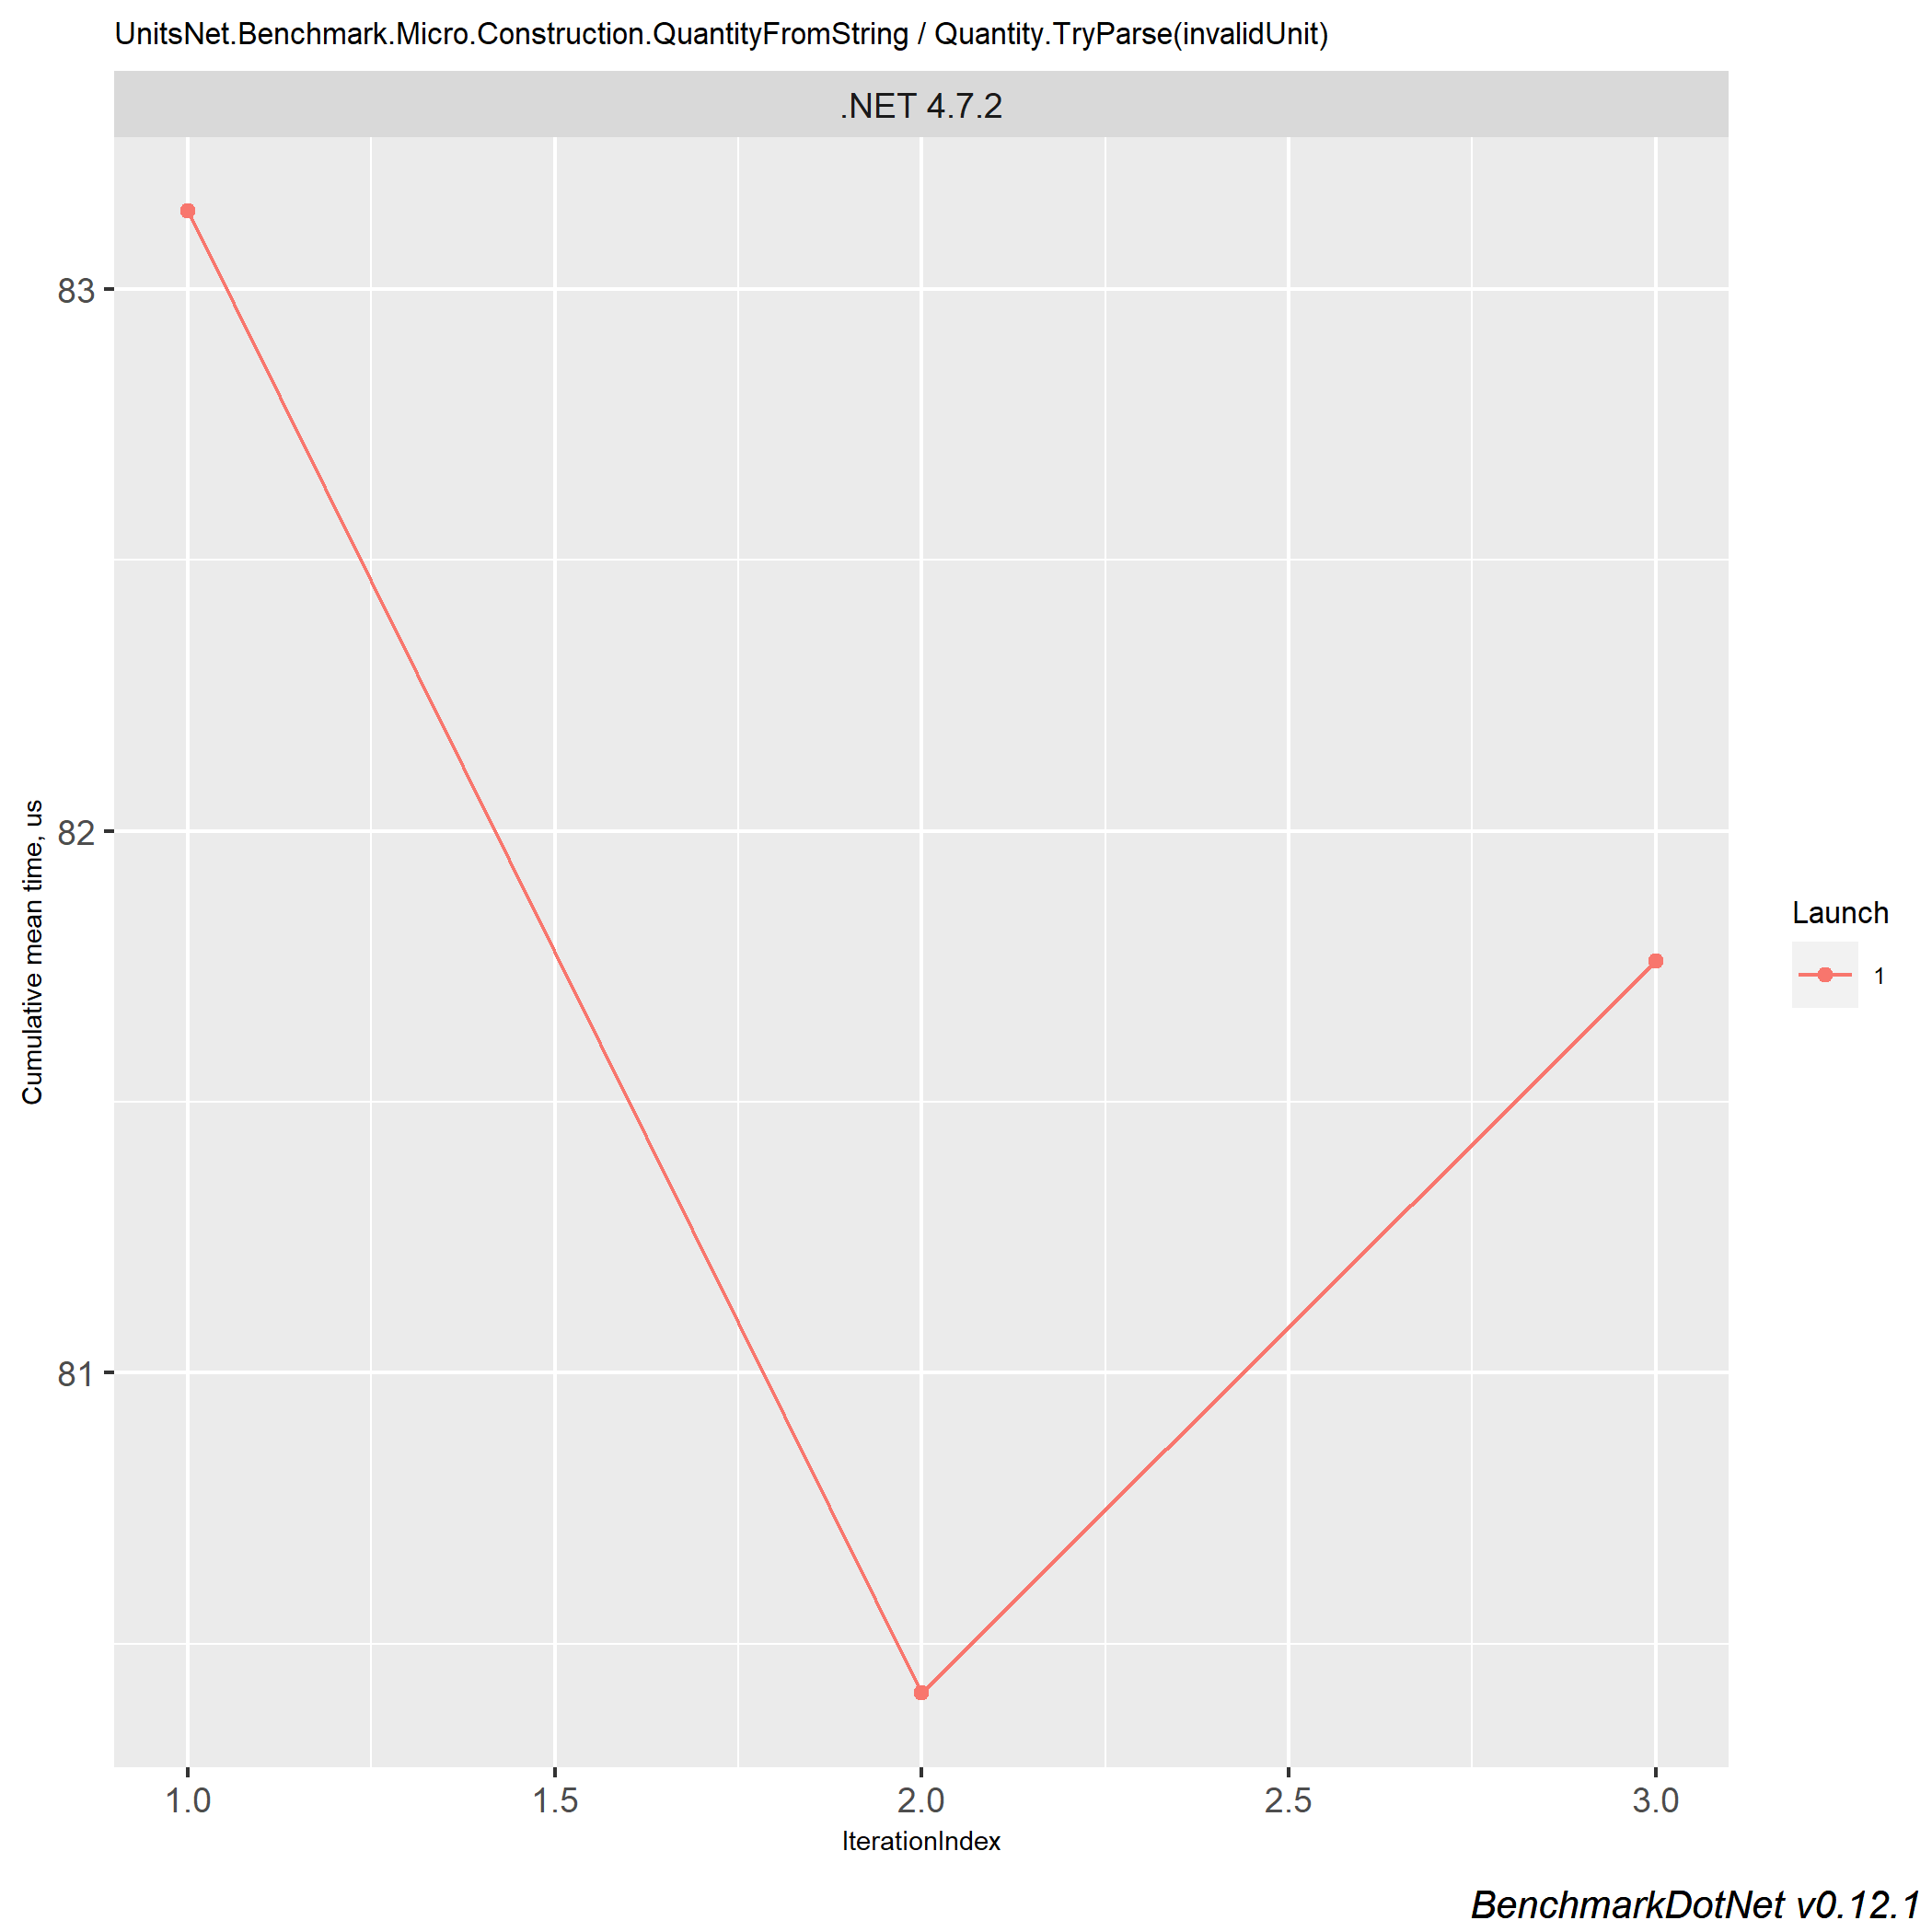 UnitsNet.Benchmark.Micro.Construction.QuantityFromString / Quantity.TryParse(invalidUnit)
.NET 4.7.2
83
82
81
Cumulative mean time, us
1.0 1.5 2.0 2.5 3.0
IterationIndex
Launch
1
BenchmarkDotNet v0.12.1